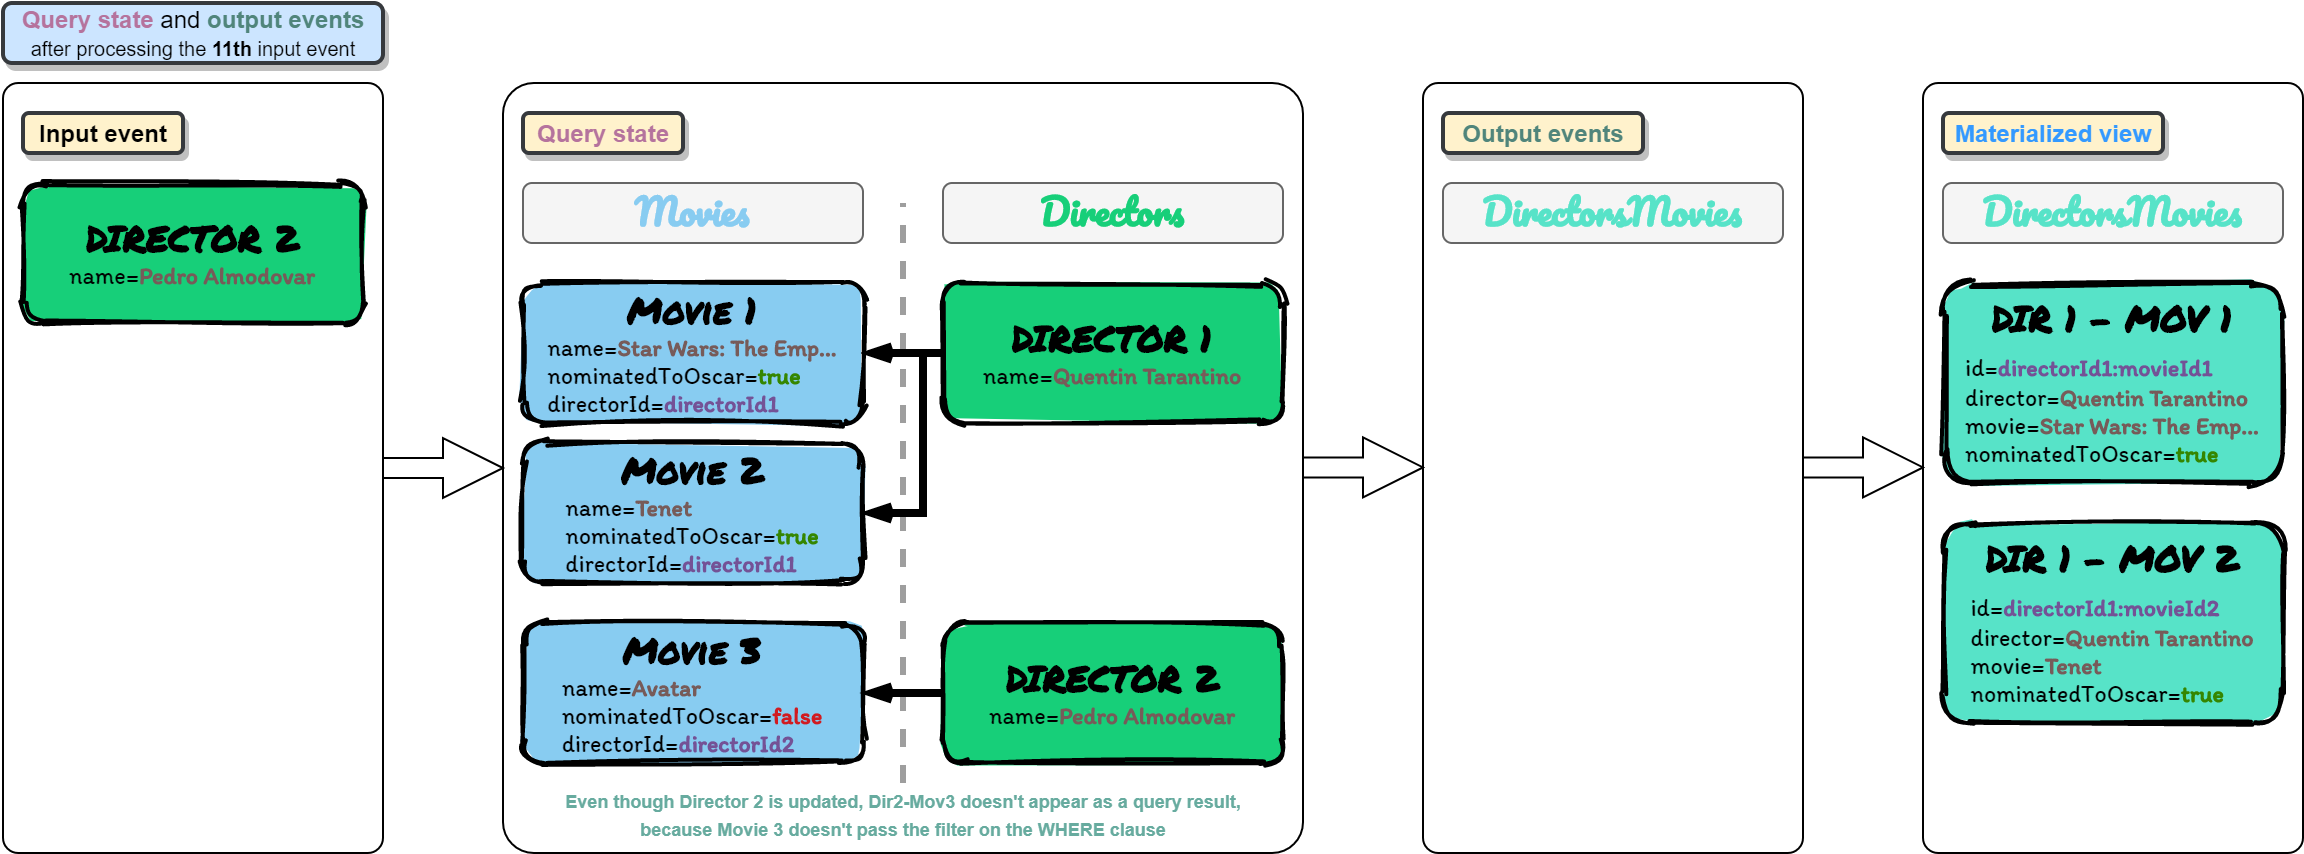 Query state and output events
after processing the 11th input event
Input event
DIRECTOR 2
name=Pedro Almodovar
Query state
Movies
Directors
MOVIE 1
name=Star Wars: The Emp...
nominatedToOscar=true
directorId=directorId1
DIRECTOR 1
name=Quentin Tarantino
MOVIE 2
name=Tenet
nominatedToOscar=true
directorId=directorId1
MOVIE 3
name=Avatar
nominatedToOscar=false
directorId=directorId2
DIRECTOR 2
name=Pedro Almodovar
Even though Director 2 is updated, Dir2-Mov3 doesn't appear as a query result,
because Movie 3 doesn't pass the filter on the WHERE clause
Output events
DirectorsMovies
Materialized view
DirectorsMovies
DIR 1 - MOV 1
id=directorId1:movieId1
director=Quentin Tarantino
movie=Star Wars: The Emp...
nominatedToOscar=true
DIR 1 - MOV 2
id=directorId1:movieId2
director=Quentin Tarantino
movie=Tenet
nominatedToOscar=true